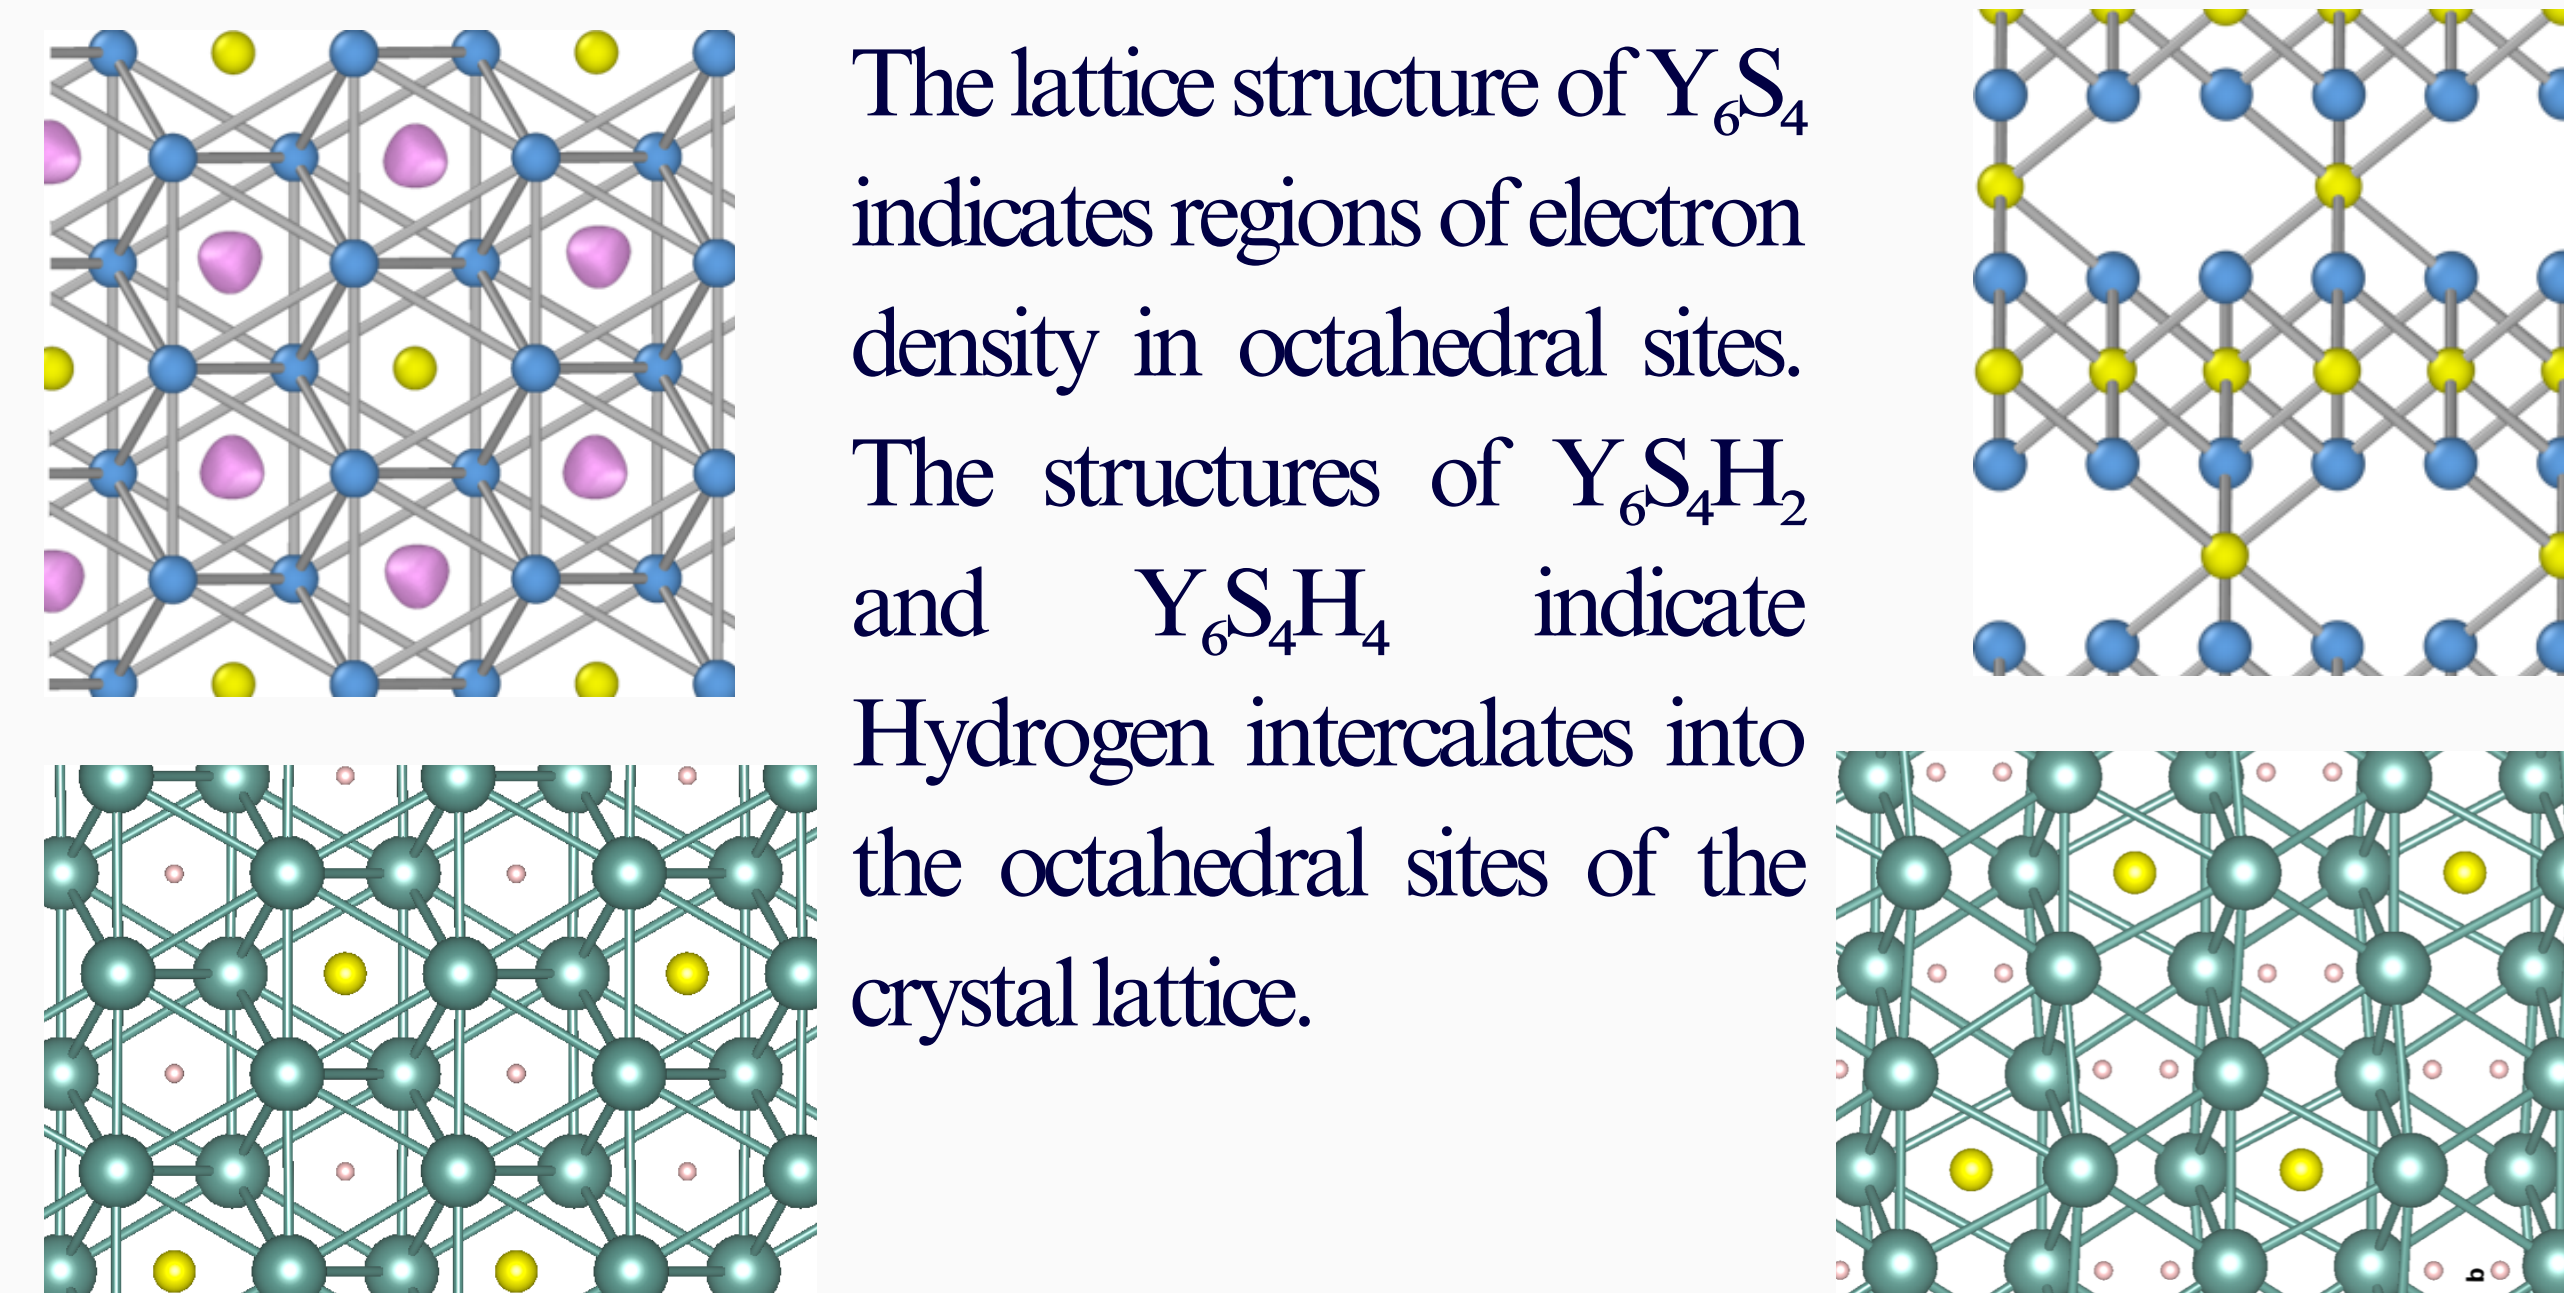 The lattice structure of Y₆S₄
indicates regions of electron
density in octahedral sites.
The structures of Y₆S₄H₂
and Y₆S₄H₄ indicate
Hydrogen intercalates into
the octahedral sites of the
crystal lattice.
b